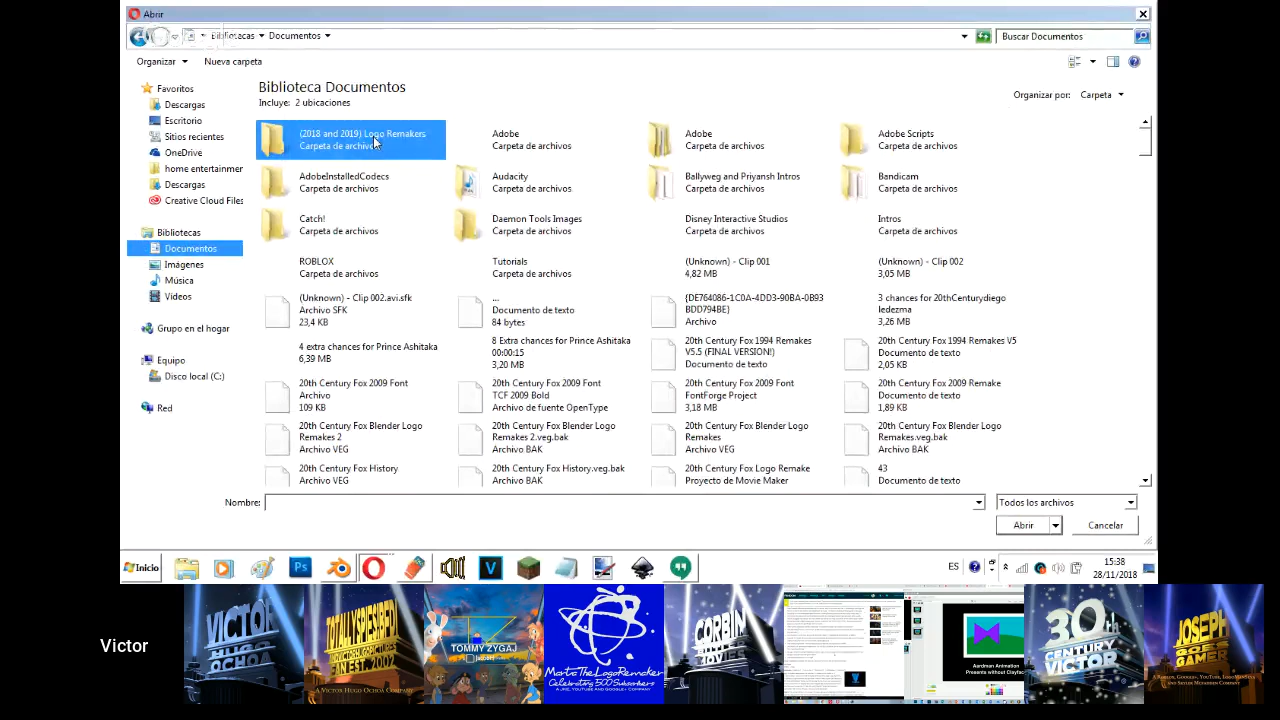 Abrir
Bibliotecas
Documentos
Buscar Documentos
Organizar
Nueva carpeta
Biblioteca Documentos
Incluye: 2 ubicaciones
Organizar por:
Carpeta
Favoritos
Descargas
Escritorio
Sitios recientes
OneDrive
home entertainmer
Descargas
Creative Cloud Files
Bibliotecas
Documentos
Imágenes
Música
Vídeos
Grupo en el hogar
Equipo
Disco local (C:)
Red
(2018 and 2019) Logo Remakers
Carpeta de archivos
Adobe
Carpeta de archivos
Adobe
Carpeta de archivos
Adobe Scripts
Carpeta de archivos
AdobeInstalledCodecs
Carpeta de archivos
Audacity
Carpeta de archivos
Ballyweg and Priyansh Intros
Carpeta de archivos
Bandicam
Carpeta de archivos
Catch!
Carpeta de archivos
Daemon Tools Images
Carpeta de archivos
Disney Interactive Studios
Carpeta de archivos
Intros
Carpeta de archivos
ROBLOX
Carpeta de archivos
Tutorials
Carpeta de archivos
(Unknown) - Clip 001
4,82 MB
(Unknown) - Clip 002
3,05 MB
(Unknown) - Clip 002.avi.sfk
Archivo SFK
23,4 KB
...
Documento de texto
84 bytes
{DE764086-1C0A-4DD3-90BA-0B93
BDD794BE}
Archivo
3 chances for 20thCenturydiego
ledezma
3,26 MB
4 extra chances for Prince Ashitaka
6,39 MB
8 Extra chances for Prince Ashitaka
00:00:15
3,20 MB
20th Century Fox 1994 Remakes
V5.5 (FINAL VERSION!)
Documento de texto
20th Century Fox 1994 Remakes V5
Documento de texto
2,05 KB
20th Century Fox 2009 Font
Archivo
109 KB
20th Century Fox 2009 Font
TCF 2009 Bold
Archivo de fuente OpenType
20th Century Fox 2009 Font
FontForge Project
3,18 MB
20th Century Fox 2009 Remake
Documento de texto
1,89 KB
20th Century Fox Blender Logo
Remakes 2
Archivo VEG
20th Century Fox Blender Logo
Remakes 2.veg.bak
Archivo BAK
20th Century Fox Blender Logo
Remakes
Archivo VEG
20th Century Fox Blender Logo
Remakes.veg.bak
Archivo BAK
20th Century Fox History
Archivo VEG
20th Century Fox History.veg.bak
Archivo BAK
20th Century Fox Logo Remake
Proyecto de Movie Maker
43
Documento de texto
Nombre:
Todos los archivos
Abrir
Cancelar
Inicio
Ps
V
ES
15:38
28/11/2018
TOMMY ZYGAJ
YOUTUBE AND GOOGLE+ COMPANY
Aardman Animation
Presents without Clayfac
JOSEP
GAME